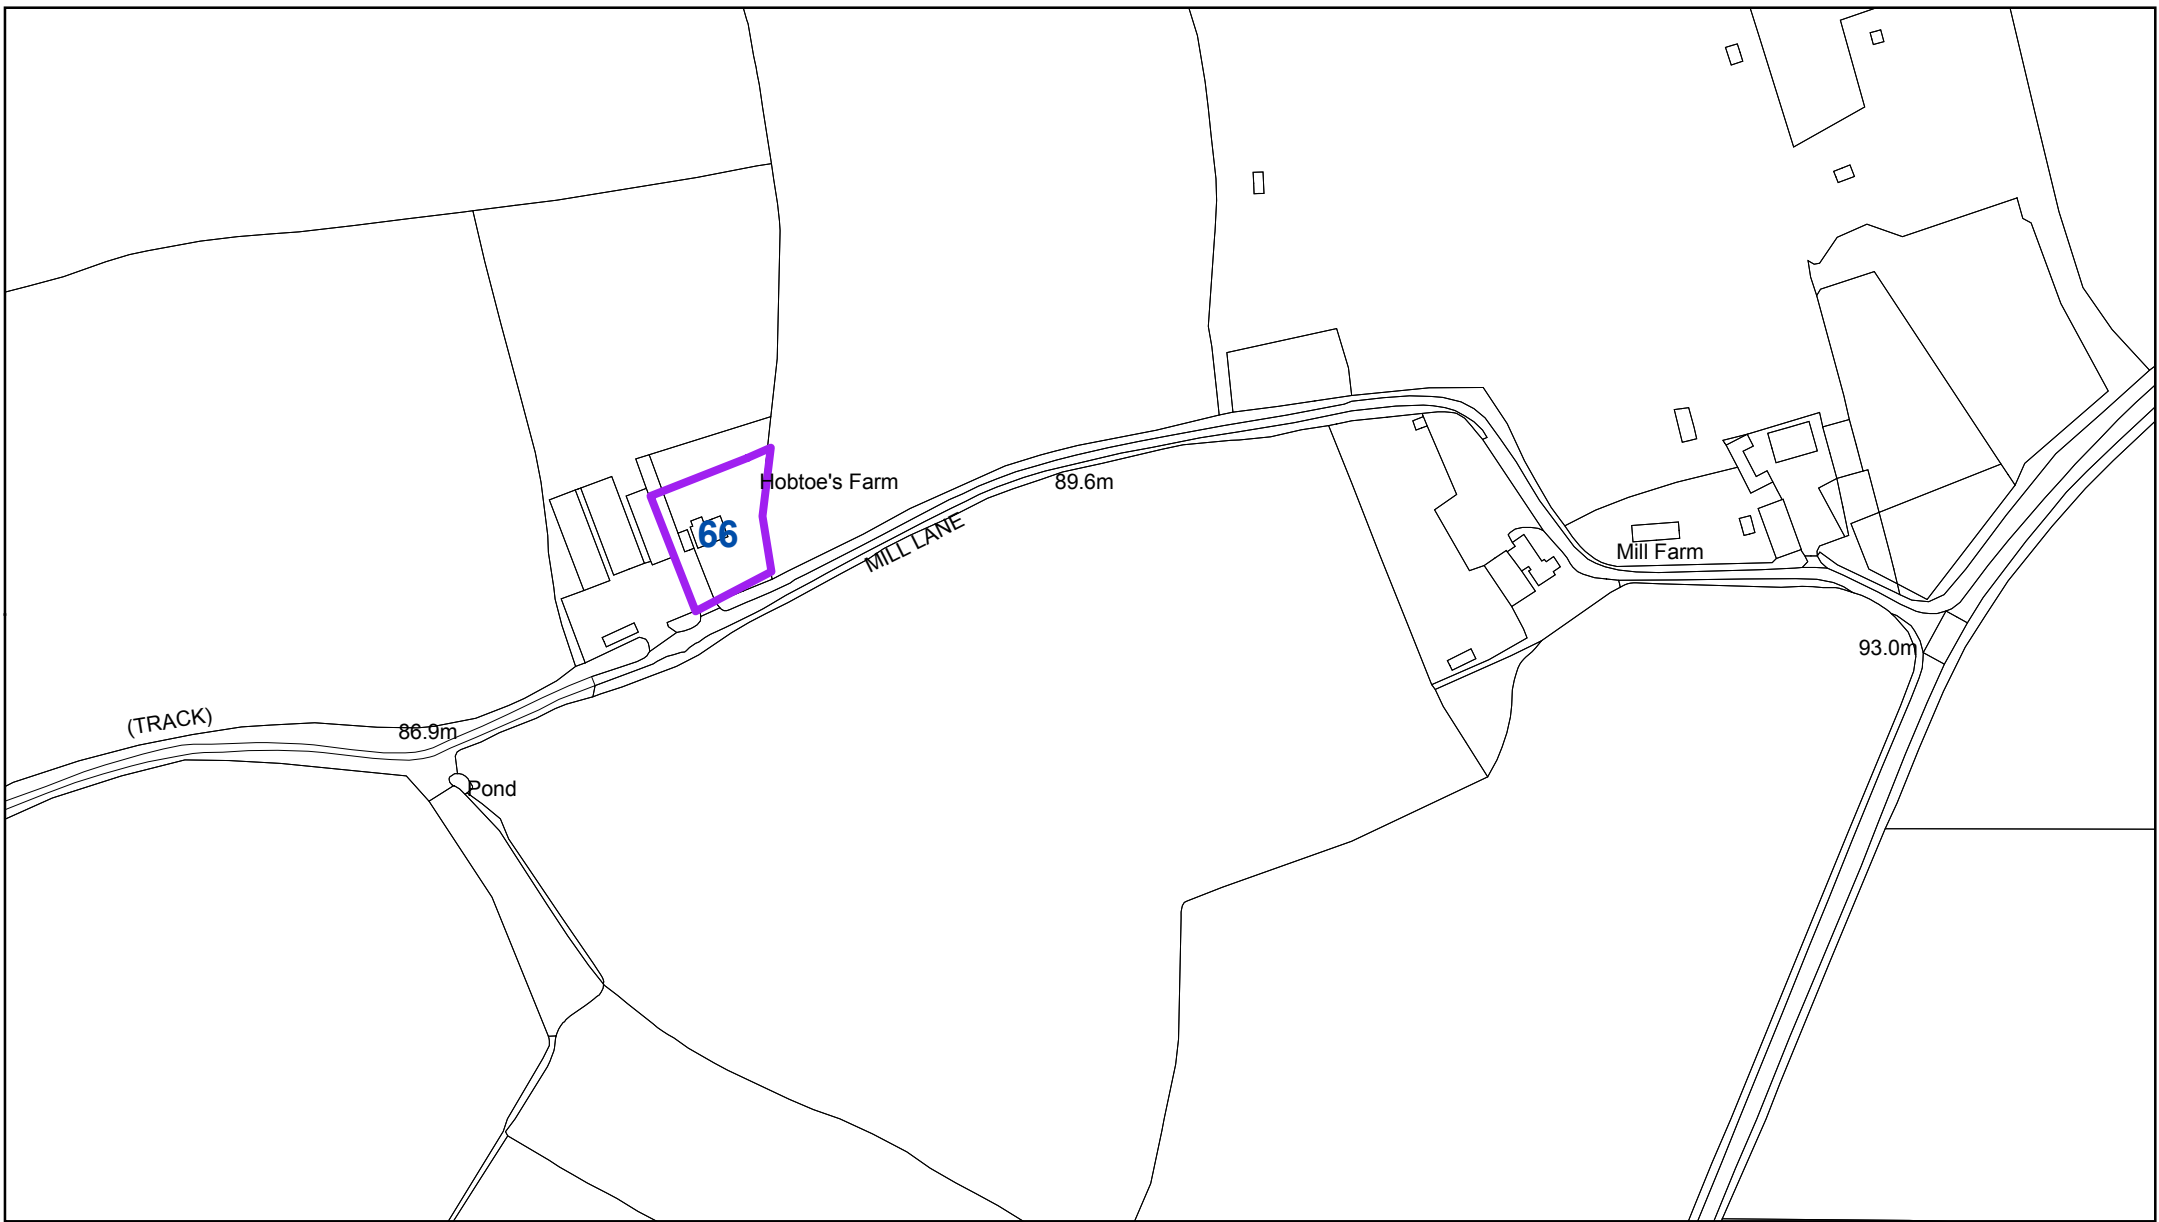 Hobtoe's Farm
89.6m
66
MILL LANE
Mill Farm
93.0m
(TRACK)
86.9m
Pond